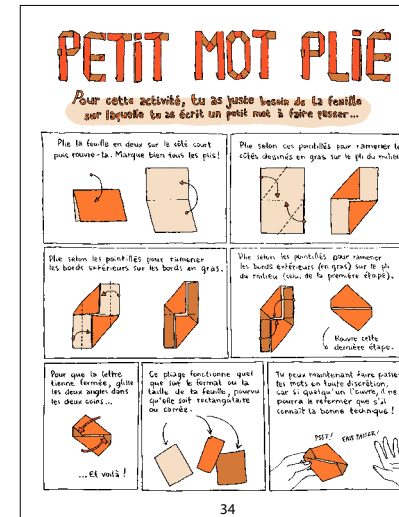 PETIT MOT PLIÉ
Pour cette activité, tu as juste besoin de la feuille
sur laquelle tu as écrit un petit mot à faire passer...
Plie la feuille en deux sur le côté court
puis rouvre-la. Marque bien tous les plis!
Plie selon ces pointillés pour ramener le
côtés dessinés en gras sur le pli du milieu
Plie selon les pointillés pour ramener
les bords extérieurs sur les bords en gras.
Plie selon les pointillés pour ramener
les bords extérieurs (en gras) sur le pli
du milieu (celui de la première étape).
Rouvre cette
dernière étape.
Pour que la lettre
tienne fermée, glisse
les deux angles dans
les deux coins...
... Et voilà !
Ce pliage fonctionne quel
que soit le format ou la
taille de ta feuille, pourvu
qu'elle soit rectangulaire
ou carrée.
Tu peux maintenant faire passer
tes mots en toute discrétion,
car si quelqu'un l'ouvre, il ne
pourra le refermer que s'il
connaît la bonne technique !
PSST!
FAIS PASSER!
34